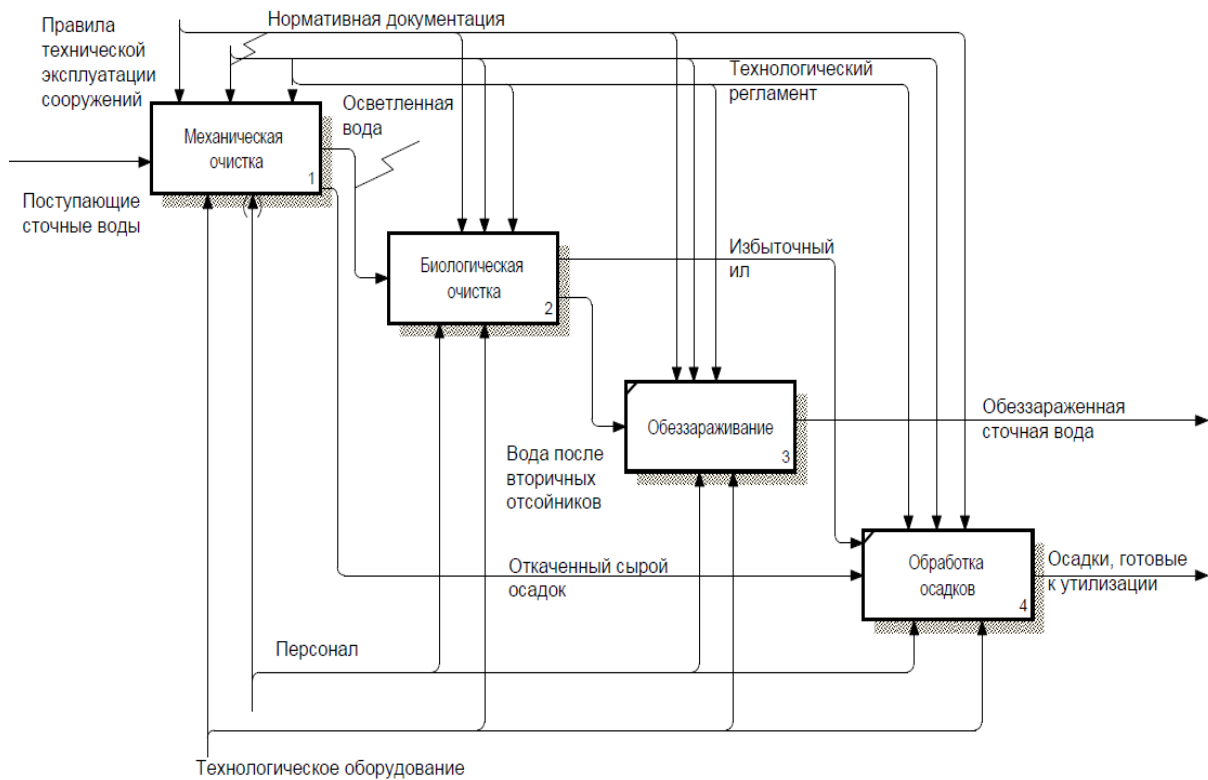 Нормативная документация
Правила
технической
эксплуатации
сооружений
Технологический
регламент
Осветленная
вода
Механическая
очистка
1
Поступающие
сточные воды
Биологическая
очистка
2
Избыточный
ил
Обеззараживание
3
Обеззараженная
сточная вода
Вода после
вторичных
отсойников
Откаченный сырой
осадок
Обработка
осадков
4
Осадки, готовые
к утилизации
Персонал
Технологическое оборудование